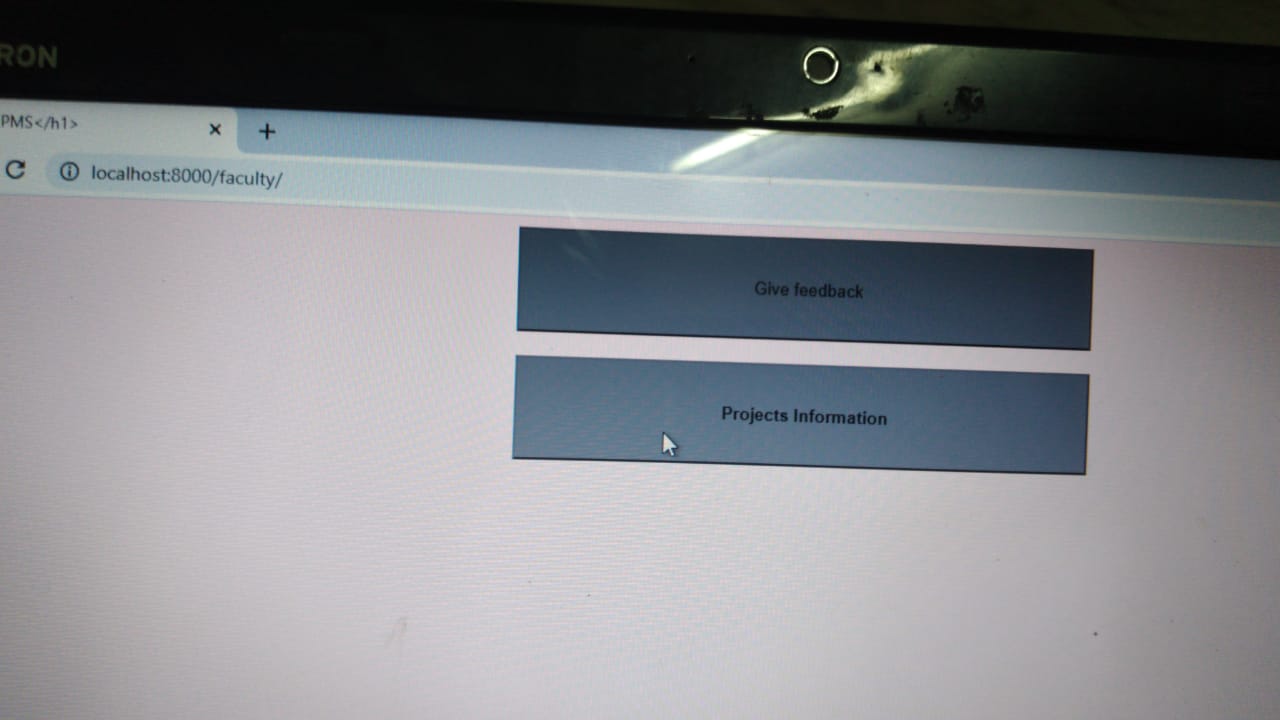 RON
PMS</h1>
localhost:8000/faculty/
Give feedback
Projects Information